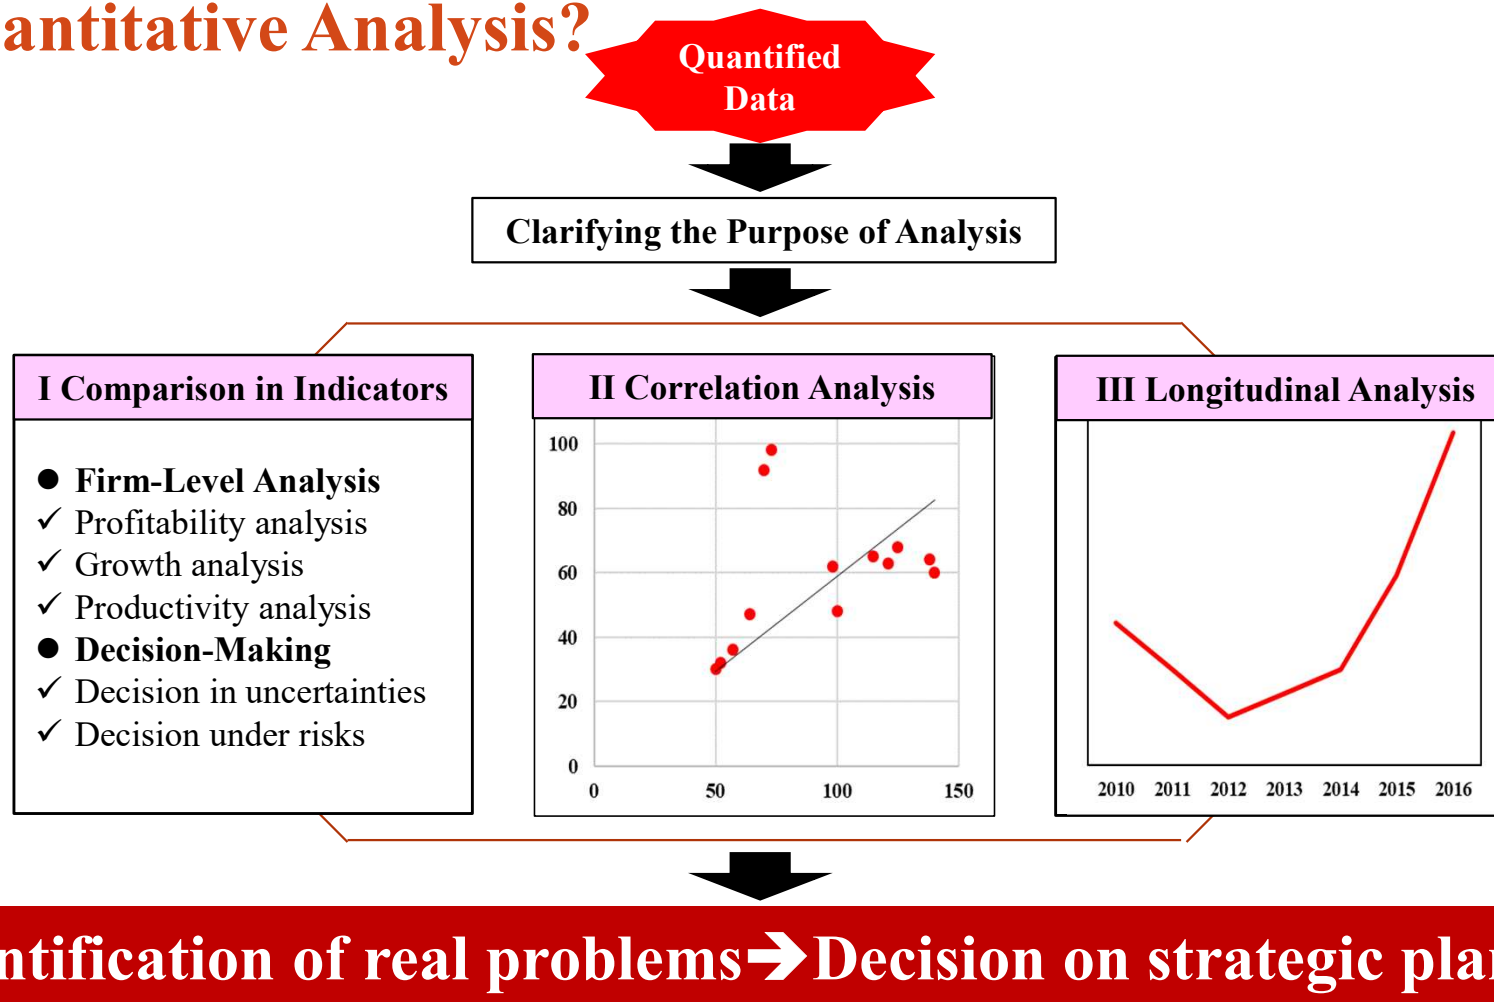 antitative Analysis?
Quantified
Data
Clarifying the Purpose of Analysis
I Comparison in Indicators
● Firm-Level Analysis
✓ Profitability analysis
✓ Growth analysis
✓ Productivity analysis
● Decision-Making
✓ Decision in uncertainties
✓ Decision under risks
II Correlation Analysis
100
80
60
40
20
0
0 50 100 150
III Longitudinal Analysis
2010 2011 2012 2013 2014 2015 2016
ntification of real problems➔Decision on strategic plan